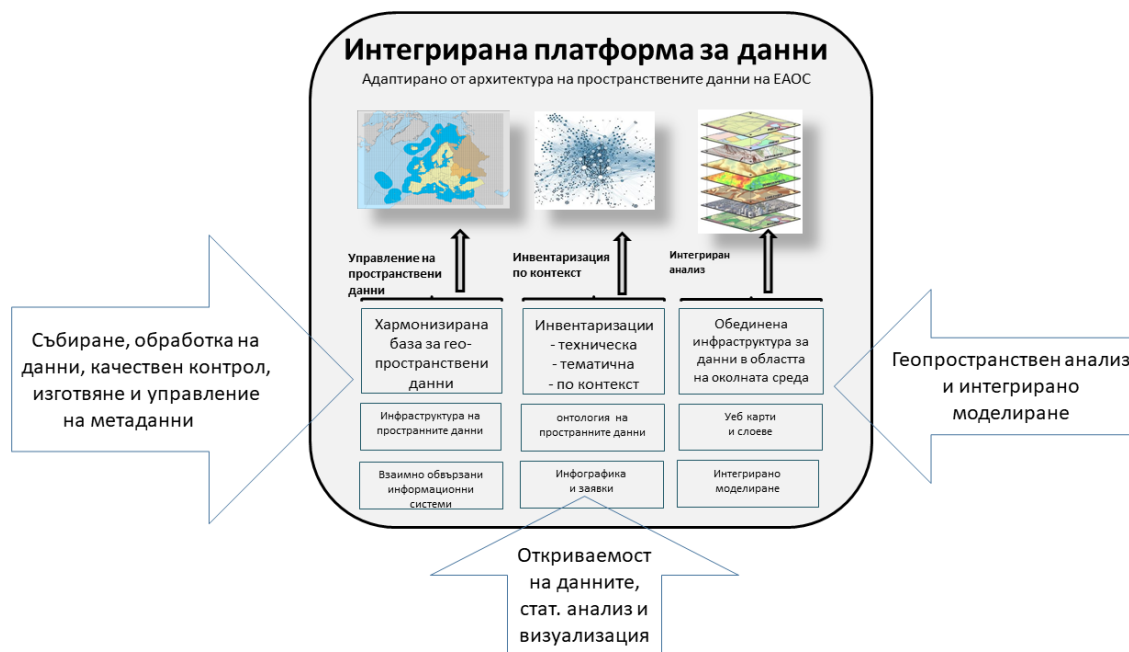 Интегрирана платформа за данни
Адаптирано от архитектура на пространствените данни на ЕАОС
Управление на
пространствени
данни
Инвентаризация
по контекст
Интегриран
анализ
Събиране, обработка на
данни, качествен контрол,
изготвяне и управление
на метаданни
Хармонизирана
база за гео-
пространствени
данни
Инвентаризации
- техническа
- тематична
- по контекст
Обединена
инфраструктура за
данни в областта
на околната среда
Геопространствен анализ
и интегрирано
моделиране
Инфраструктура на
пространните данни
онтология на
пространните данни
Уеб карти
и слоеве
Взаимно обвързани
информационни
системи
Инфографика
и заявки
Интегрирано
моделиране
Откриваемост
на данните,
стат. анализ и
визуализация